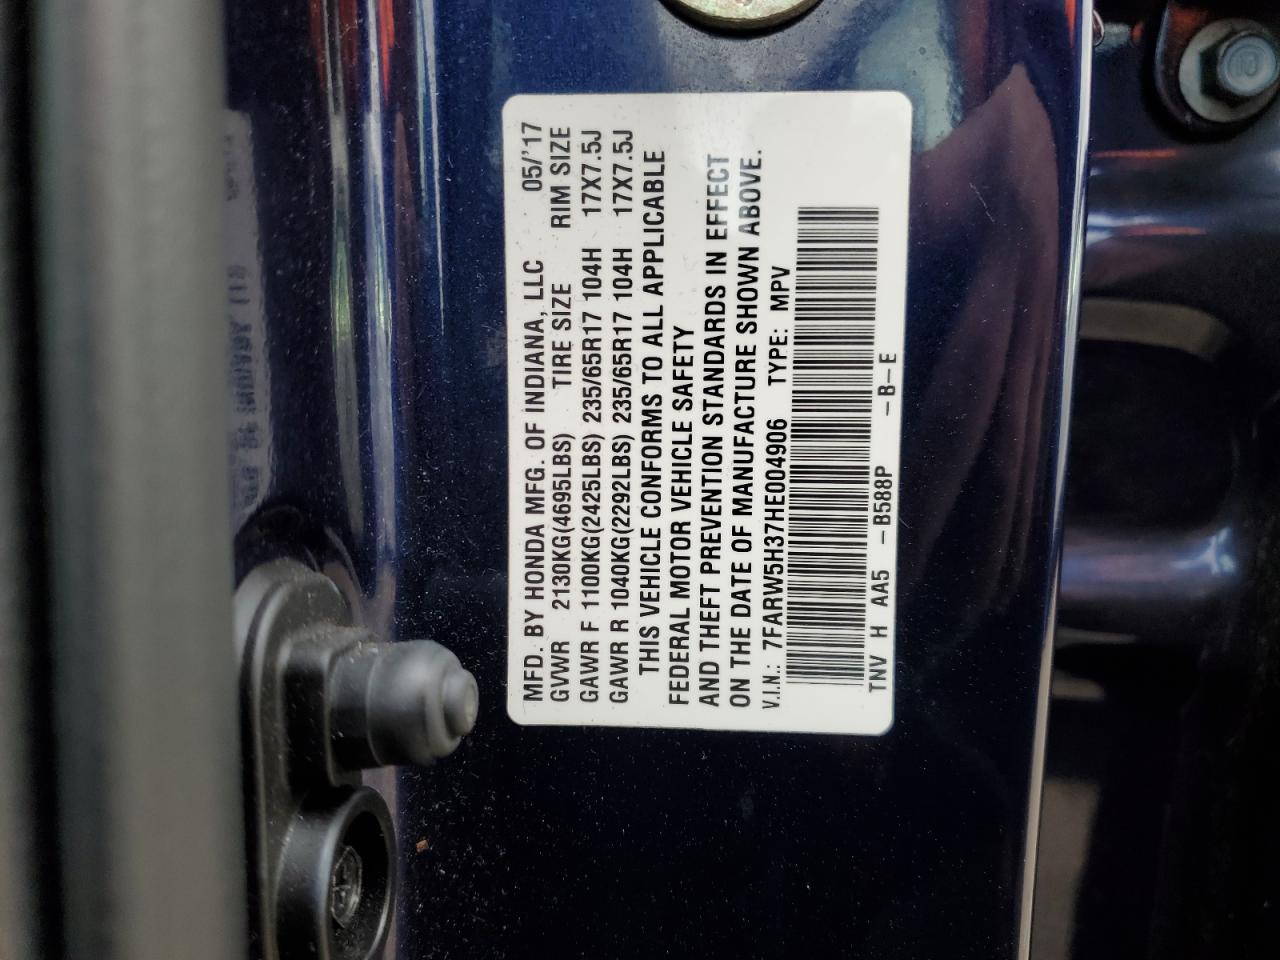 MFD. BY HONDA MFG. OF INDIANA, LLC 05/'17
GVWR 2130KG(4695LBS) TIRE SIZE RIM SIZE
GAWR F 1100KG(2425LBS) 235/65R17 104H 17X7.5J
GAWR R 1040KG(2292LBS) 235/65R17 104H 17X7.5J
THIS VEHICLE CONFORMS TO ALL APPLICABLE
FEDERAL MOTOR VEHICLE SAFETY
AND THEFT PREVENTION STANDARDS IN EFFECT
ON THE DATE OF MANUFACTURE SHOWN ABOVE.
V.I.N.: 7FARW5H37HE004906 TYPE: MPV
TNV H AA5 -B588P -B-E